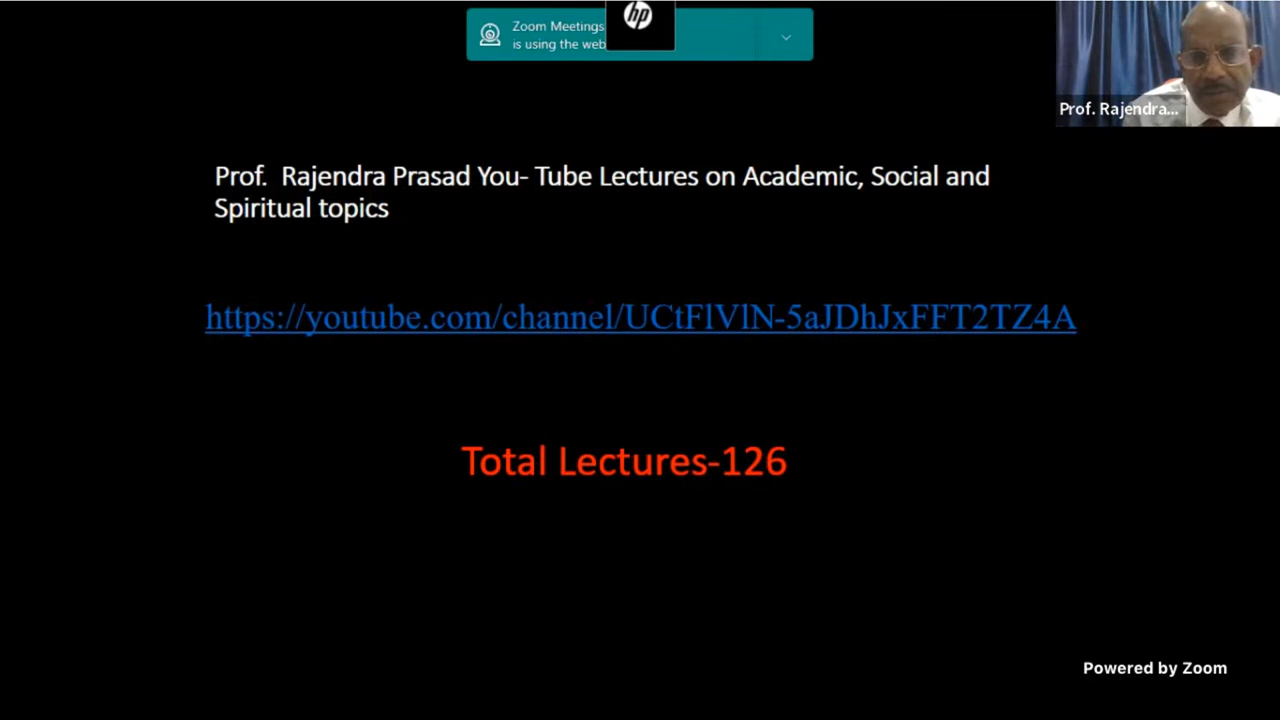 hp
Zoom Meetings
is using the web
Prof. Rajendra...
Prof. Rajendra Prasad You- Tube Lectures on Academic, Social and
Spiritual topics
https://youtube.com/channel/UCtFlVlN-5aJDhJxFFT2TZ4A
Total Lectures-126
Powered by Zoom